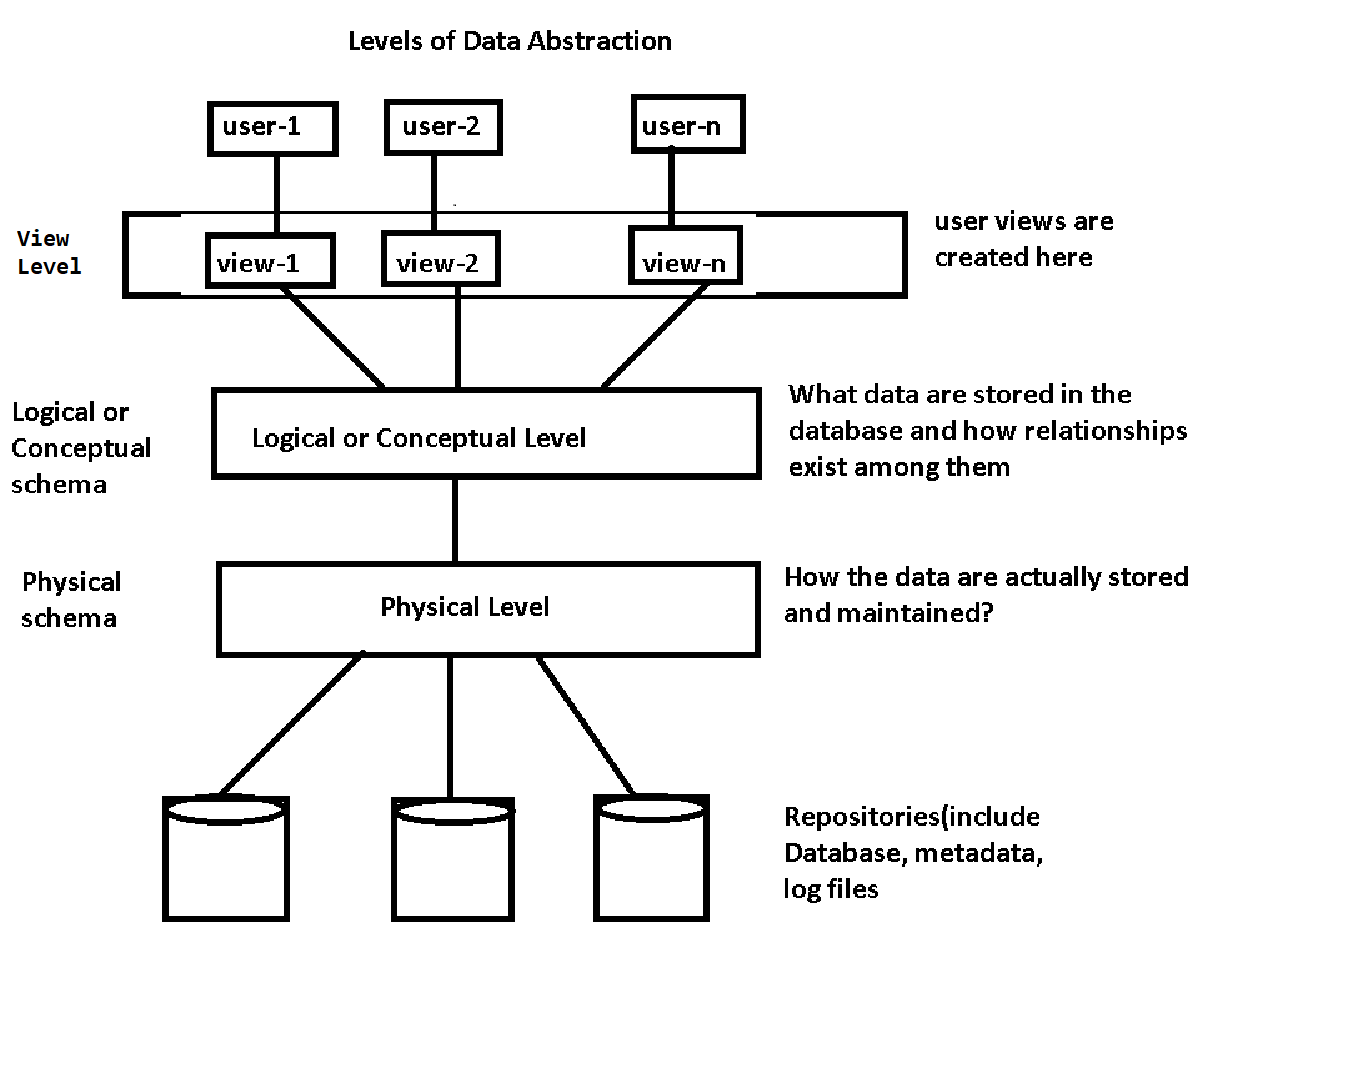 Levels of Data Abstraction
user-1
user-2
user-n
View
Level
view-1
view-2
view-n
user views are
created here
Logical or
Conceptual
schema
Logical or Conceptual Level
What data are stored in the
database and how relationships
exist among them
Physical
schema
Physical Level
How the data are actually stored
and maintained?
Repositories(include
Database, metadata,
log files